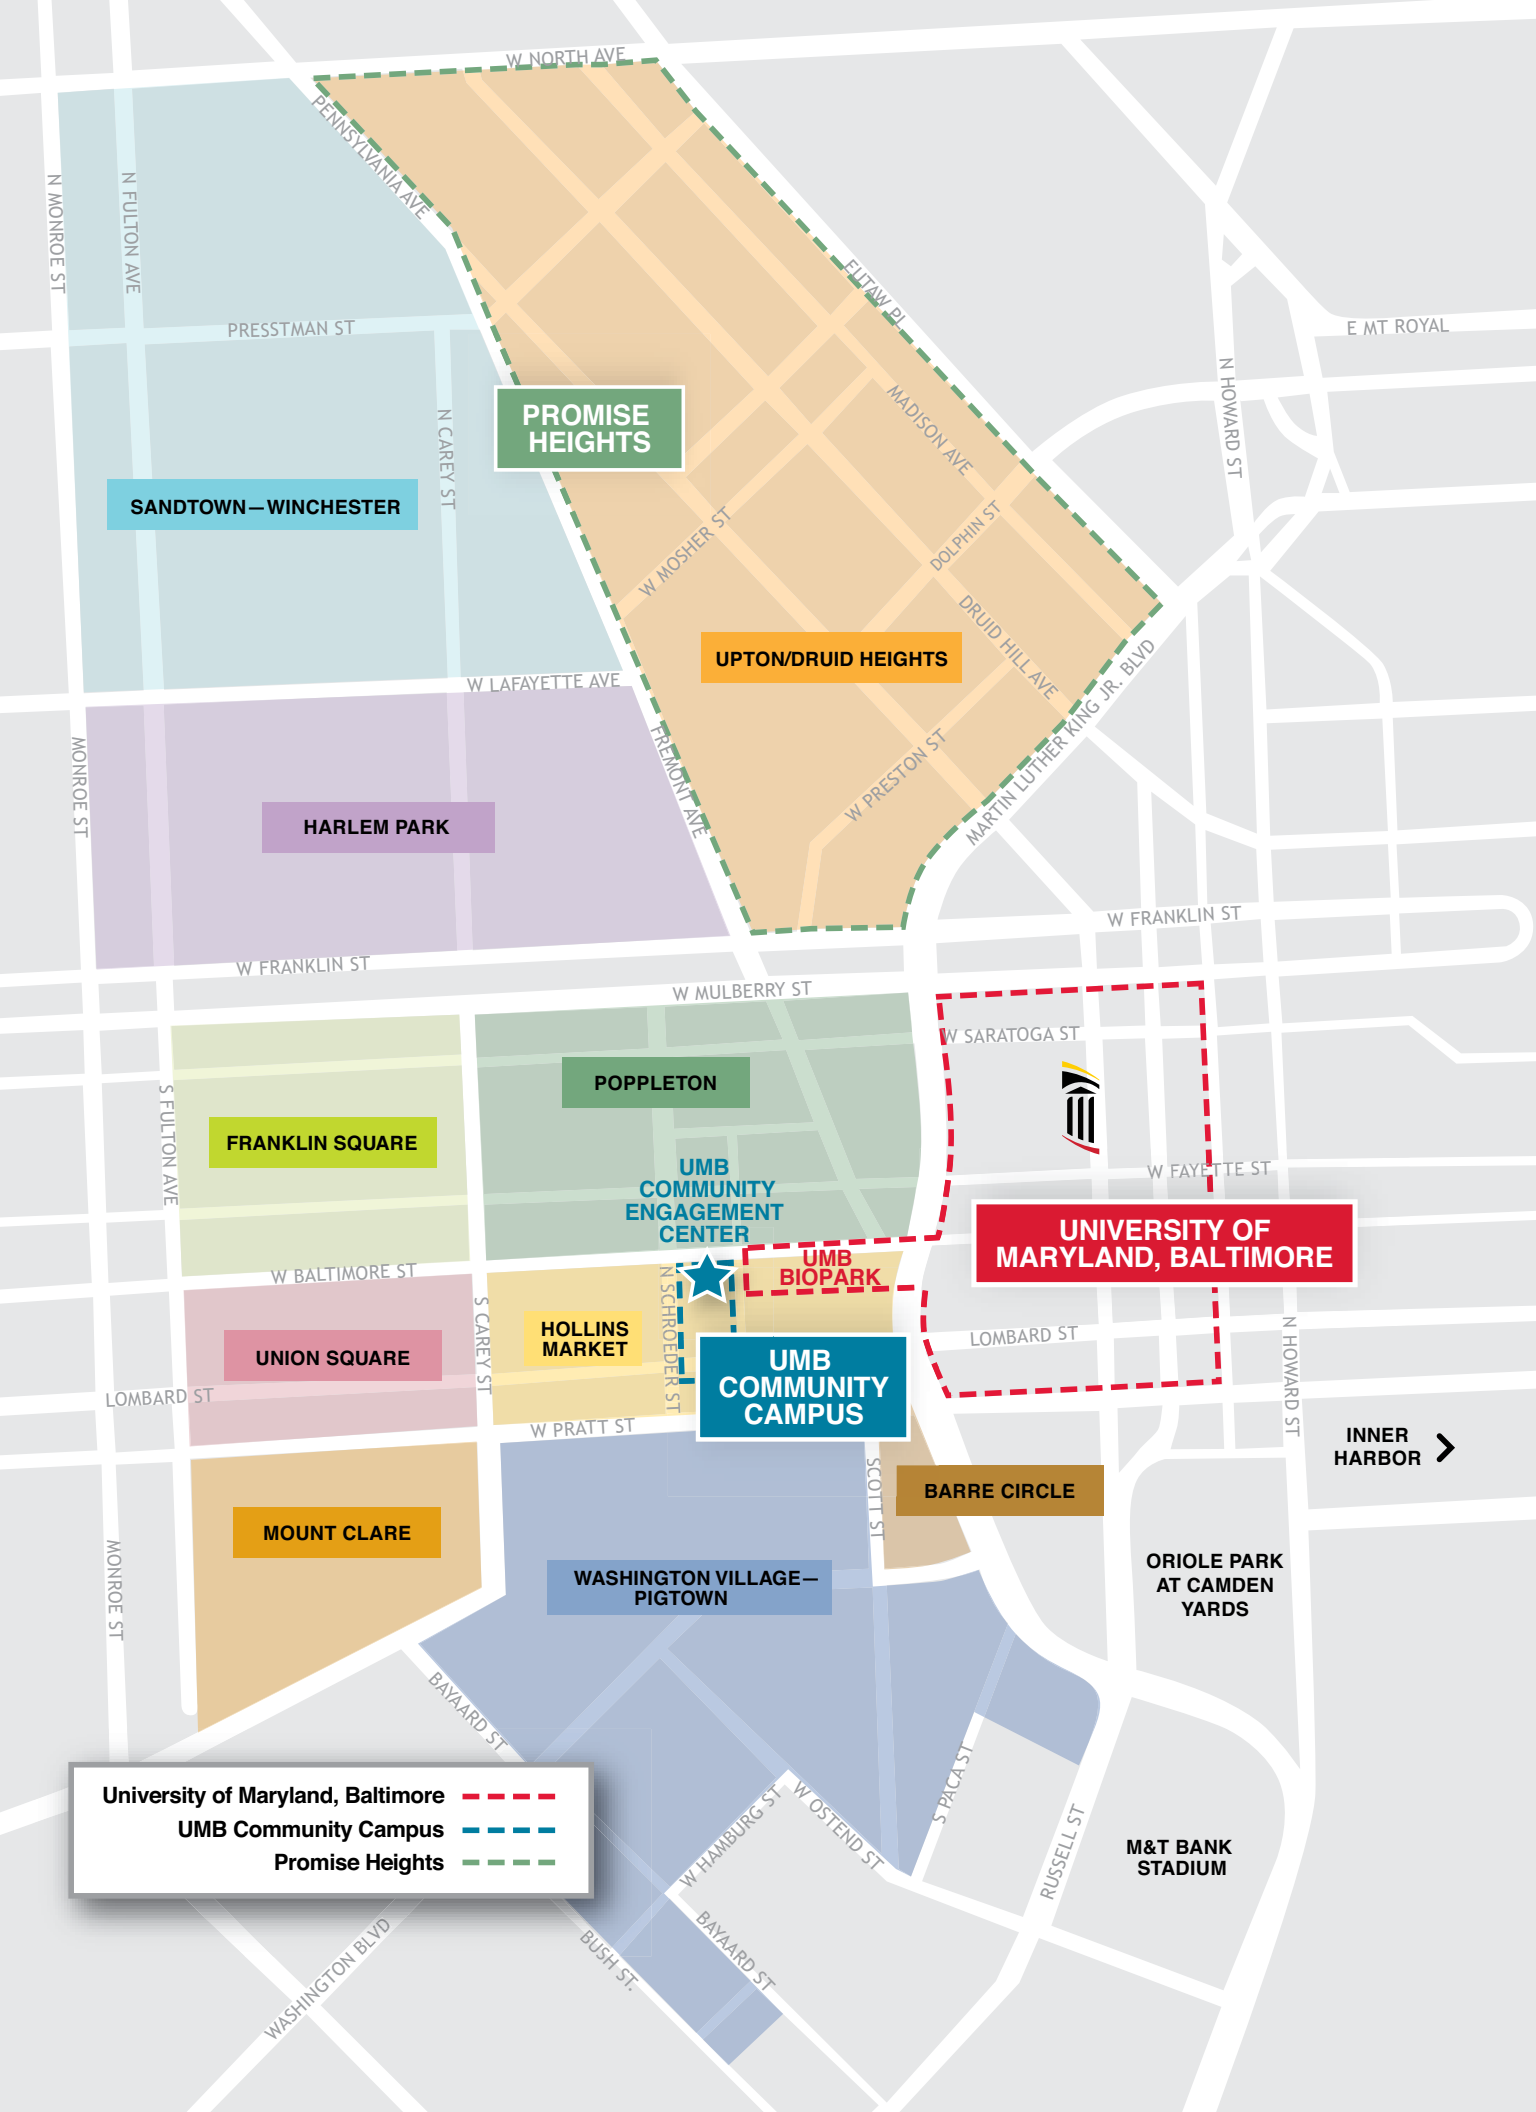 W NORTH AVE
PENNSYLVANIA AVE
N MONROE ST
N FULTON AVE
EUTAW PL
PRESSTMAN ST
E MT ROYAL
N HOWARD ST
N CAREY ST
PROMISE
HEIGHTS
MADISON AVE
SANDTOWN—WINCHESTER
W MOSHER ST
DOLPHIN ST
DRUID HILL AVE
UPTON/DRUID HEIGHTS
W LAFAYETTE AVE
MARTIN LUTHER KING JR. BLVD
MONROE ST
FREMONT AVE
W PRESTON ST
HARLEM PARK
W FRANKLIN ST
W FRANKLIN ST
W MULBERRY ST
W SARATOGA ST
POPPLETON
S FULTON AVE
FRANKLIN SQUARE
UMB
COMMUNITY
ENGAGEMENT
CENTER
W FAYETTE ST
UNIVERSITY OF
MARYLAND, BALTIMORE
UMB
BIOPARK
W BALTIMORE ST
N SCHROEDER ST
S CAREY ST
HOLLINS
MARKET
LOMBARD ST
N HOWARD ST
UNION SQUARE
UMB
COMMUNITY
CAMPUS
LOMBARD ST
W PRATT ST
INNER
HARBOR
SCOTT ST
BARRE CIRCLE
MOUNT CLARE
MONROE ST
ORIOLE PARK
AT CAMDEN
YARDS
WASHINGTON VILLAGE—
PIGTOWN
BAYAARD ST
S PACA ST
W HAMBURG ST
W OSTEND ST
RUSSELL ST
M&T BANK
STADIUM
University of Maryland, Baltimore
UMB Community Campus
Promise Heights
WASHINGTON BLVD
BUSH ST.
BAYAARD ST